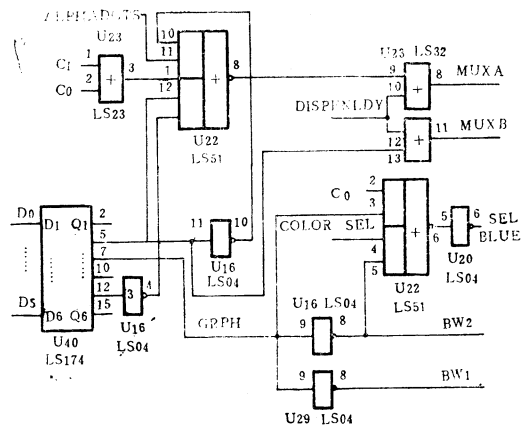 ALPHADOTS
U23
C1
1
C0
2
3
+
LS23
10
11
1
12
+
8
U22
LS51
U23 LS32
9
10
+
8
MUXA
DISPENLDY
12
13
+
11
MUXB
C0
2
3
COLOR SEL
4
5
+
6
5
6
SEL
BLUE
U22
LS51
U20
LS04
D0
D1 Q1
2
5
7
10
12
15
D5
D6 Q6
U40
LS174
3
4
U16
LS04
11
10
U16
LS04
GRPH
U16 LS04
9
8
BW2
9
8
BW1
U29 LS04